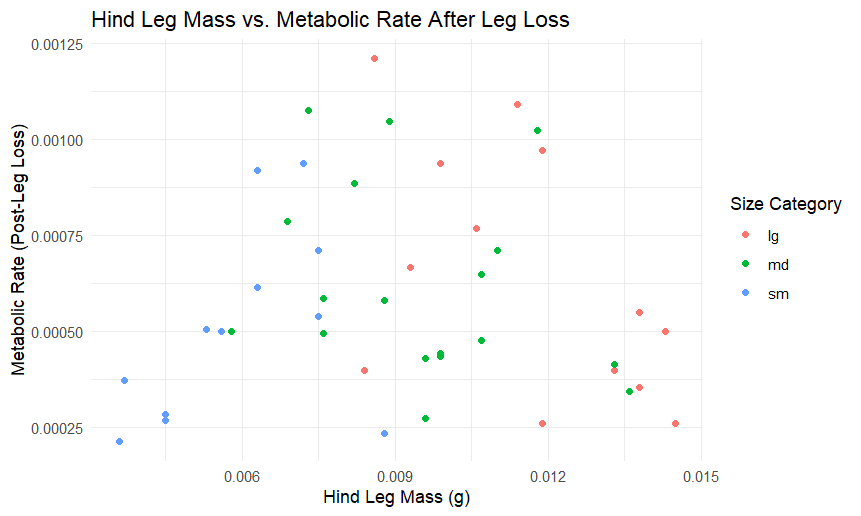 Hind Leg Mass vs. Metabolic Rate After Leg Loss
Metabolic Rate (Post-Leg Loss)
0.00125
0.00100
0.00075
0.00050
0.00025
0.006 0.009 0.012 0.015
Hind Leg Mass (g)
Size Category
lg
md
sm